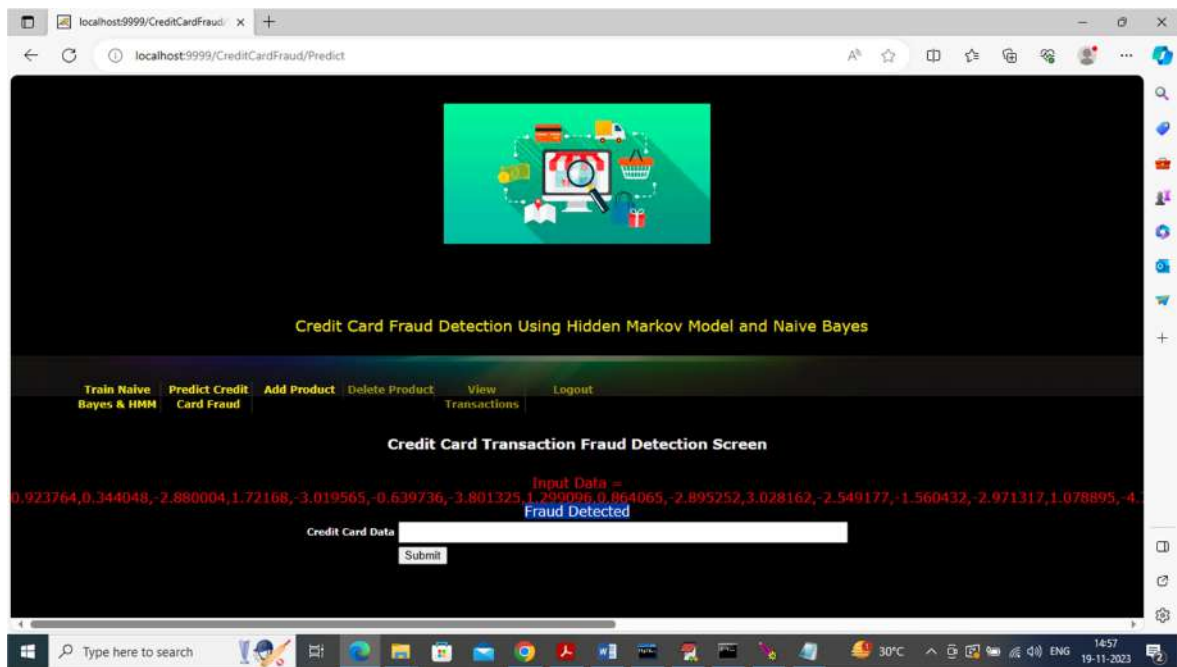 localhost:9999/CreditCardFraud/
localhost:9999/CreditCardFraud/Predict
Credit Card Fraud Detection Using Hidden Markov Model and Naive Bayes
Train Naive Bayes & HMM
Predict Credit Card Fraud
Add Product
Delete Product
View Transactions
Logout
Credit Card Transaction Fraud Detection Screen
Input Data =
0.923764,0.344048,-2.880004,1.72168,-3.019565,-0.639736,-3.801325,1.299096,0.864065,-2.895252,3.028162,-2.549177,-1.560432,-2.971317,1.078895,-4.
Fraud Detected
Credit Card Data
Submit
Type here to search
30°C
ENG
14:57
19-11-2023